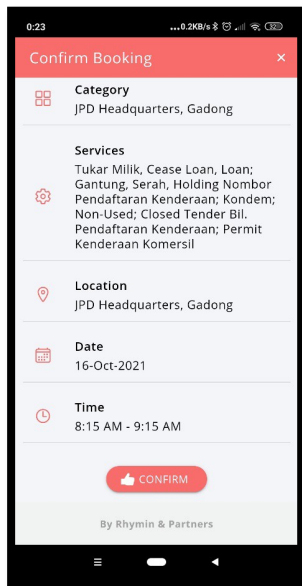 0:23
...0.2KB/s 32
Confirm Booking ×
Category
JPD Headquarters, Gadong
Services
Tukar Milik, Cease Loan, Loan;
Gantung, Serah, Holding Nombor
Pendaftaran Kenderaan; Kondem;
Non-Used; Closed Tender Bil.
Pendaftaran Kenderaan; Permit
Kenderaan Komersil
Location
JPD Headquarters, Gadong
Date
16-Oct-2021
Time
8:15 AM - 9:15 AM
CONFIRM
By Rhymin & Partners